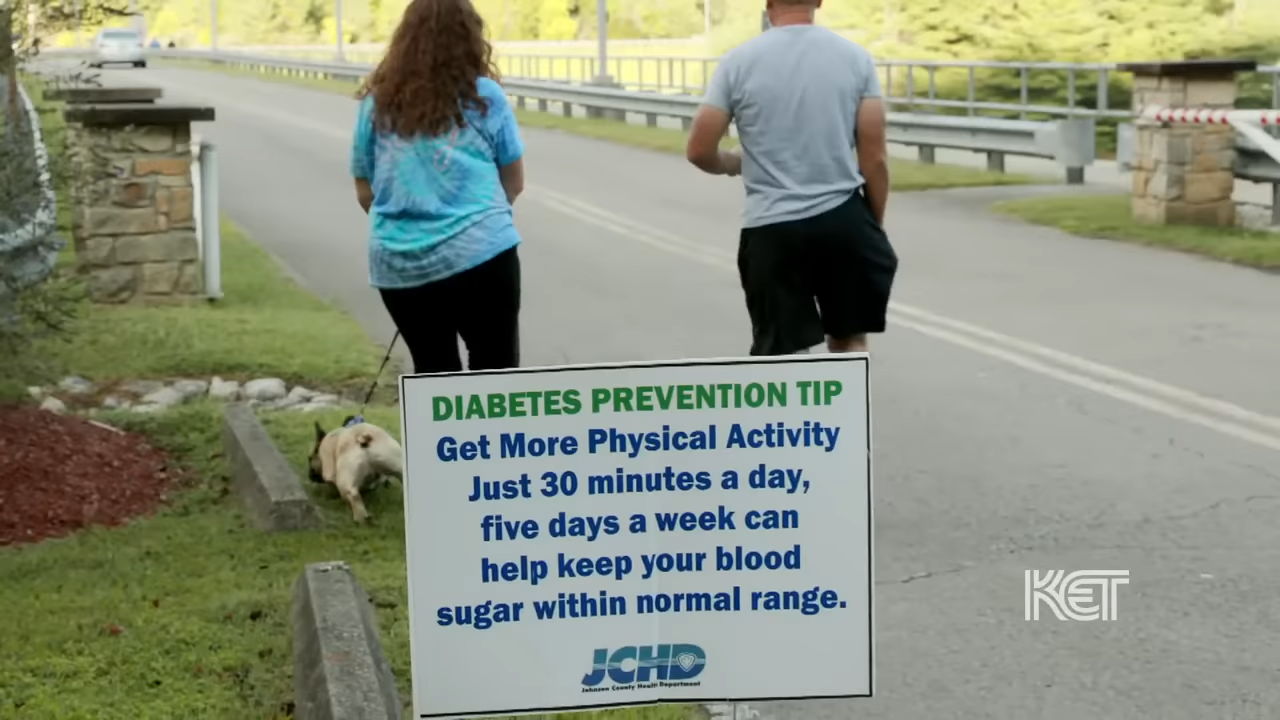 DIABETES PREVENTION TIP
Get More Physical Activity
Just 30 minutes a day,
five days a week can
help keep your blood
sugar within normal range.
JCHD
Johnson County Health Department
KET